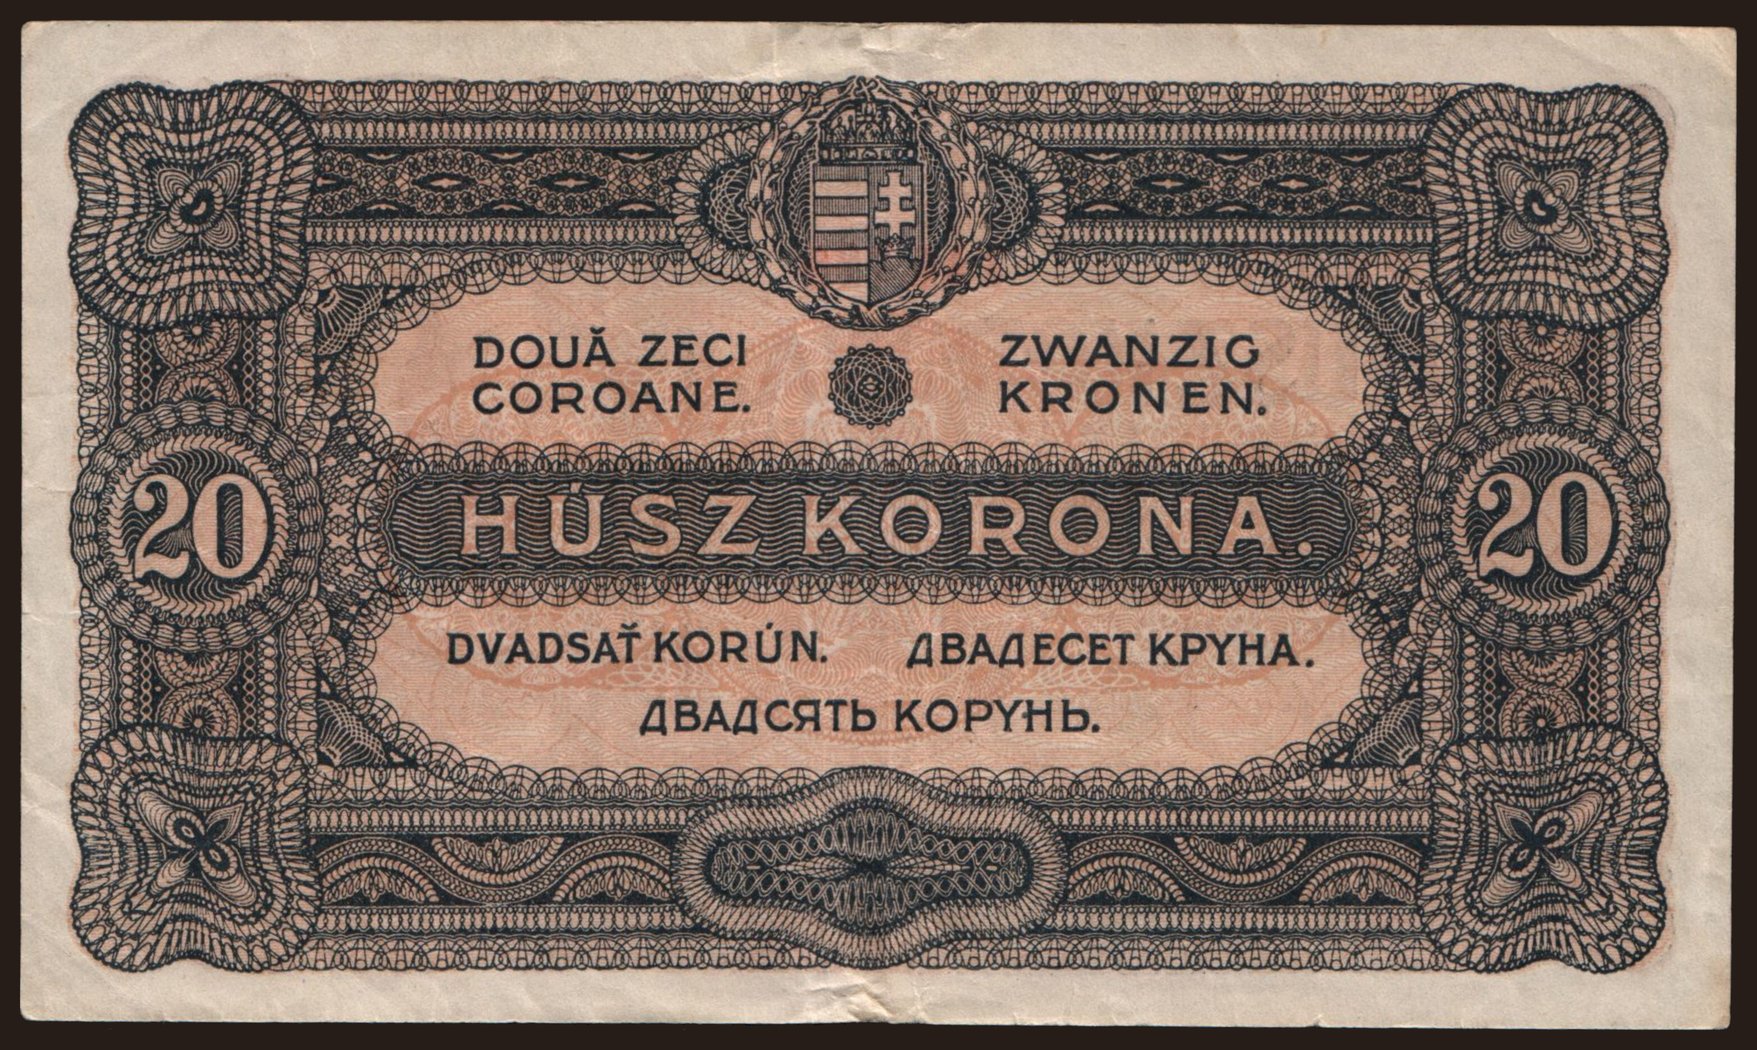 DOUĂ ZECI
COROANE.
ZWANZIG
KRONEN.
20
HÚSZ KORONA.
20
DVADSAŤ KORÚN.
ДВАДЕСЕТ КРУНА.
ДВАДСЯТЬ КОРУНЬ.